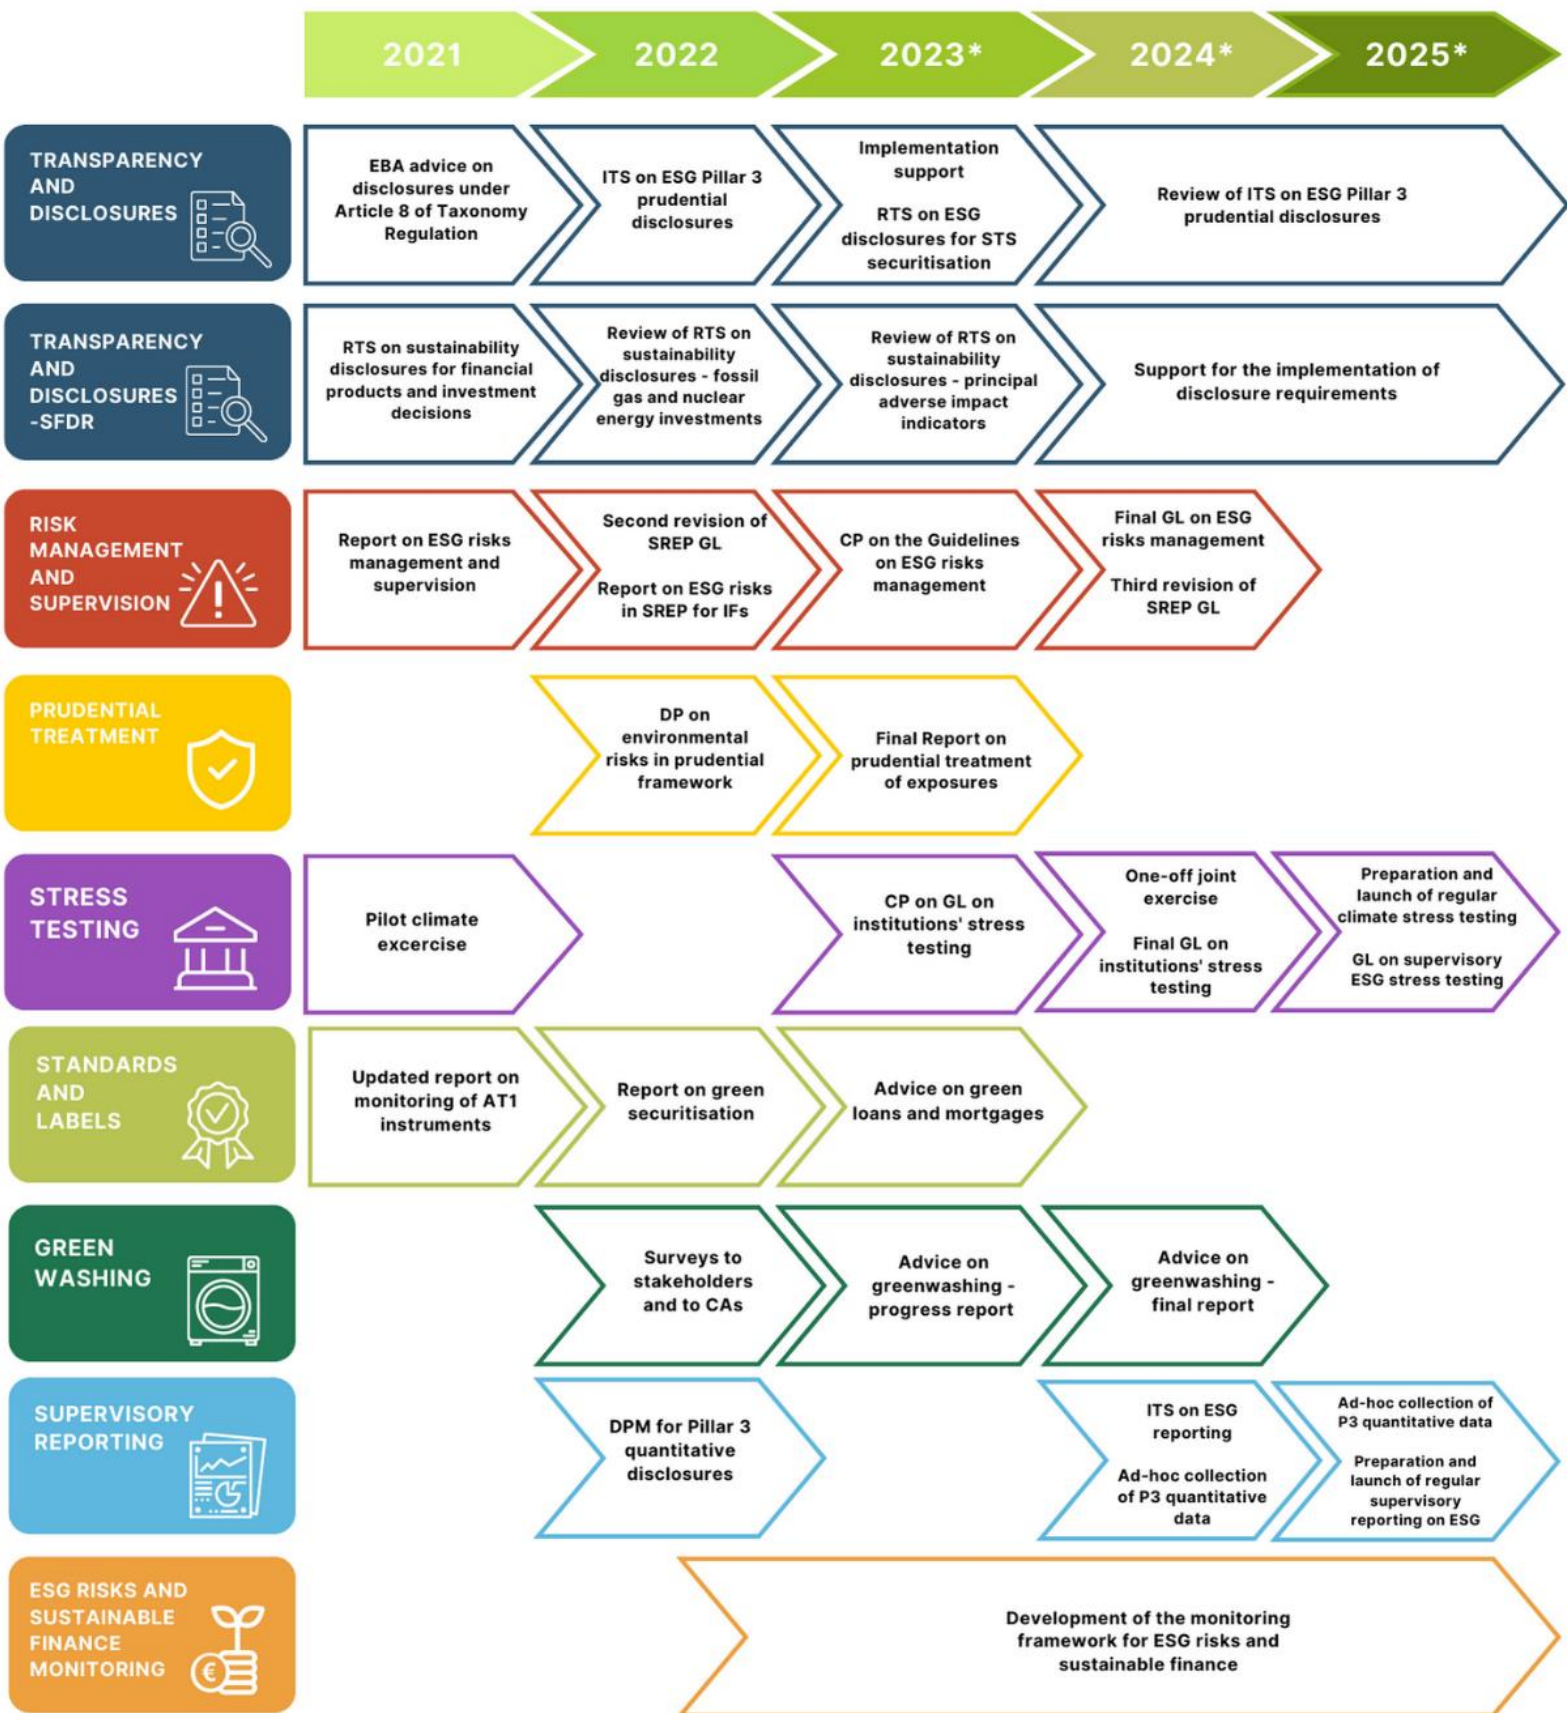 2021
2022
2023*
2024*
2025*
TRANSPARENCY
AND
DISCLOSURES
EBA advice on
disclosures under
Article 8 of Taxonomy
Regulation
ITS on ESG Pillar 3
prudential
disclosures
Implementation
support
RTS on ESG
disclosures for STS
securitisation
Review of ITS on ESG Pillar 3
prudential disclosures
TRANSPARENCY
AND
DISCLOSURES
-SFDR
RTS on sustainability
disclosures for financial
products and investment
decisions
Review of RTS on
sustainability
disclosures - fossil
gas and nuclear
energy investments
Review of RTS on
sustainability
disclosures - principal
adverse impact
indicators
Support for the implementation of
disclosure requirements
RISK
MANAGEMENT
AND
SUPERVISION
Report on ESG risks
management and
supervision
Second revision of
SREP GL
Report on ESG risks
in SREP for IFs
CP on the Guidelines
on ESG risks
management
Final GL on ESG
risks management
Third revision of
SREP GL
PRUDENTIAL
TREATMENT
DP on
environmental
risks in prudential
framework
Final Report on
prudential treatment
of exposures
STRESS
TESTING
Pilot climate
excercise
CP on GL on
institutions' stress
testing
One-off joint
exercise
Final GL on
institutions' stress
testing
Preparation and
launch of regular
climate stress testing
GL on supervisory
ESG stress testing
STANDARDS
AND
LABELS
Updated report on
monitoring of AT1
instruments
Report on green
securitisation
Advice on green
loans and mortgages
GREEN
WASHING
Surveys to
stakeholders
and to CAs
Advice on
greenwashing -
progress report
Advice on
greenwashing -
final report
SUPERVISORY
REPORTING
DPM for Pillar 3
quantitative
disclosures
ITS on ESG
reporting
Ad-hoc collection
of P3 quantitative
data
Ad-hoc collection of
P3 quantitative data
Preparation and
launch of regular
supervisory
reporting on ESG
ESG RISKS AND
SUSTAINABLE
FINANCE
MONITORING
€
Development of the monitoring
framework for ESG risks and
sustainable finance